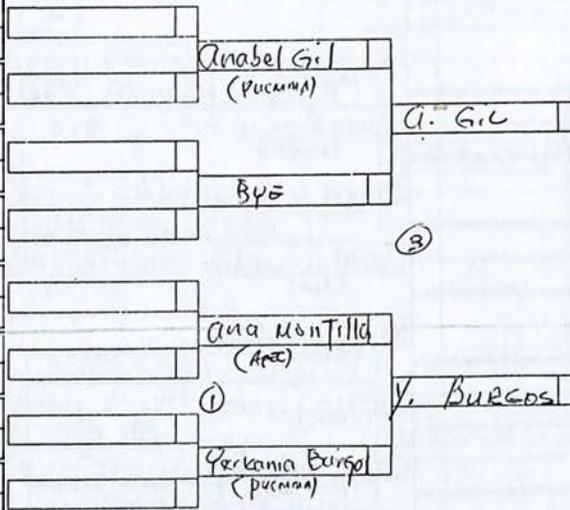 Anabel Gil
(PUCMMA)
A. GIL
BYE
3
ana MONTILLA
(APEC)
1
Y. BURGOS
Yerkania Burgos
(PUCMMA)